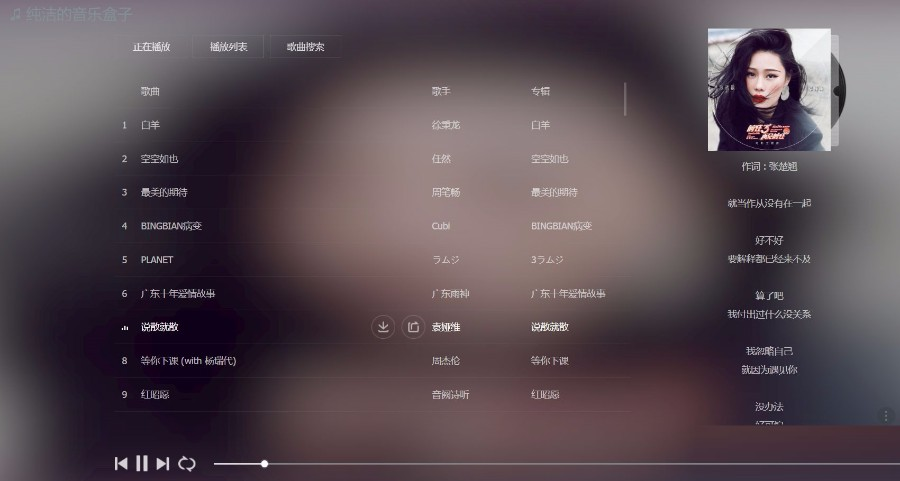 ♫ 纯洁的音乐盒子
正在播放 播放列表 歌曲搜索
歌曲 歌手 专辑
1 白羊 徐秉龙 白羊
2 空空如也 任然 空空如也
3 最美的期待 周笔畅 最美的期待
4 BINGBIAN病变 Cubi BINGBIAN病变
5 PLANET ラムジ 3ラムジ
6 广东十年爱情故事 广东雨神 广东十年爱情故事
说散就散 袁娅维 说散就散
8 等你下课 (with 杨瑞代) 周杰伦 等你下课
9 红昭愿 音阙诗听 红昭愿
作词：张楚翘
就当作从没有在一起
好不好
要解释都已经来不及
算了吧
我付出过什么没关系
我忽略自己
就因为遇见你
没办法